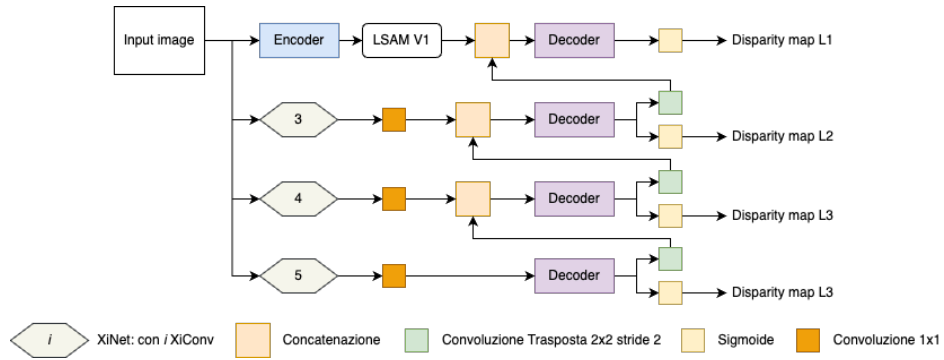 Input image
Encoder
LSAM V1
Decoder
Disparity map L1
3
Decoder
Disparity map L2
4
Decoder
Disparity map L3
5
Decoder
Disparity map L3
i
XiNet: con i XiConv
Concatenazione
Convoluzione Trasposta 2x2 stride 2
Sigmoide
Convoluzione 1x1